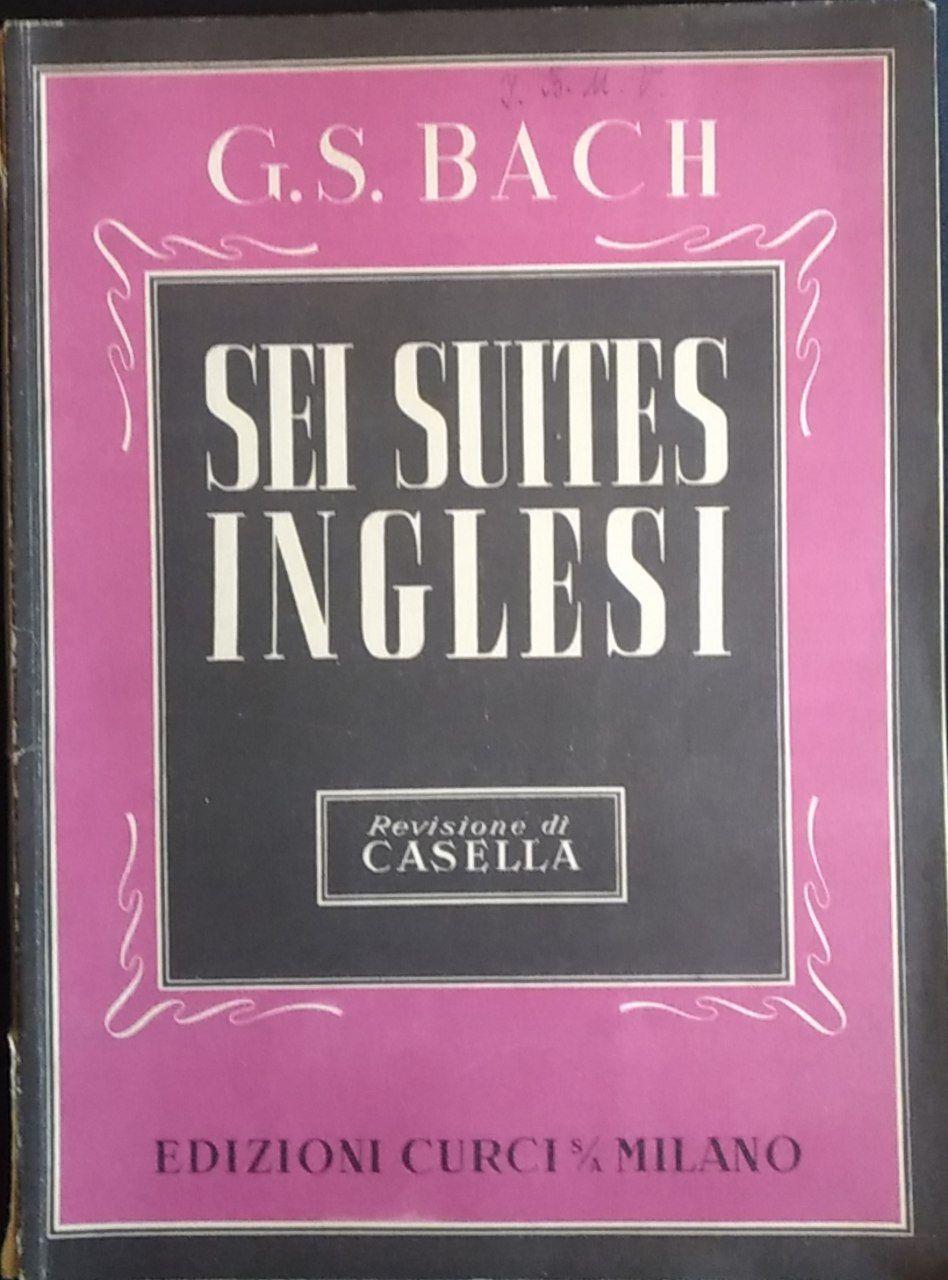 J. B. M. V.
G.S. BACH
SEI SUITES
INGLESI
Revisione di
CASELLA
EDIZIONI CURCI S/A MILANO